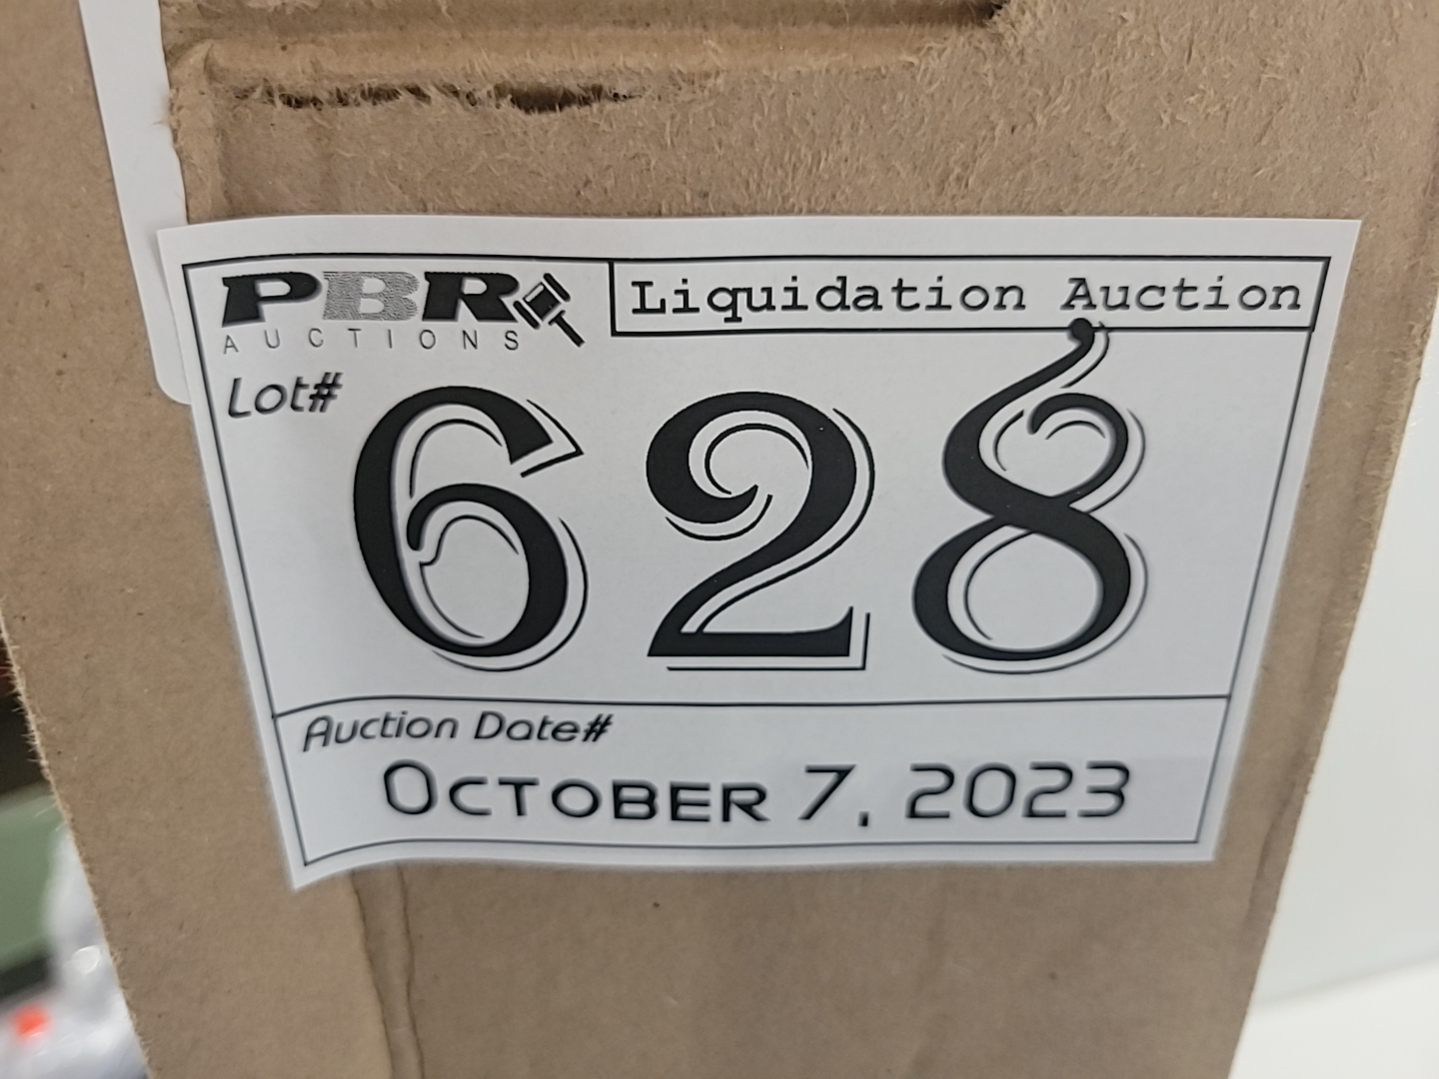 PBR
AUCTIONS
Liquidation Auction
Lot#
628
Auction Date#
October 7, 2023